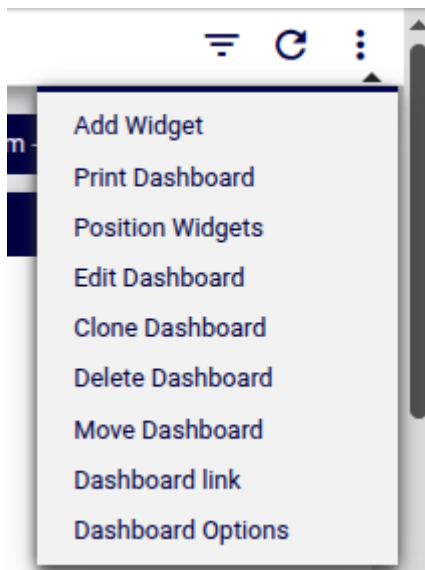 m -
Add Widget
Print Dashboard
Position Widgets
Edit Dashboard
Clone Dashboard
Delete Dashboard
Move Dashboard
Dashboard link
Dashboard Options